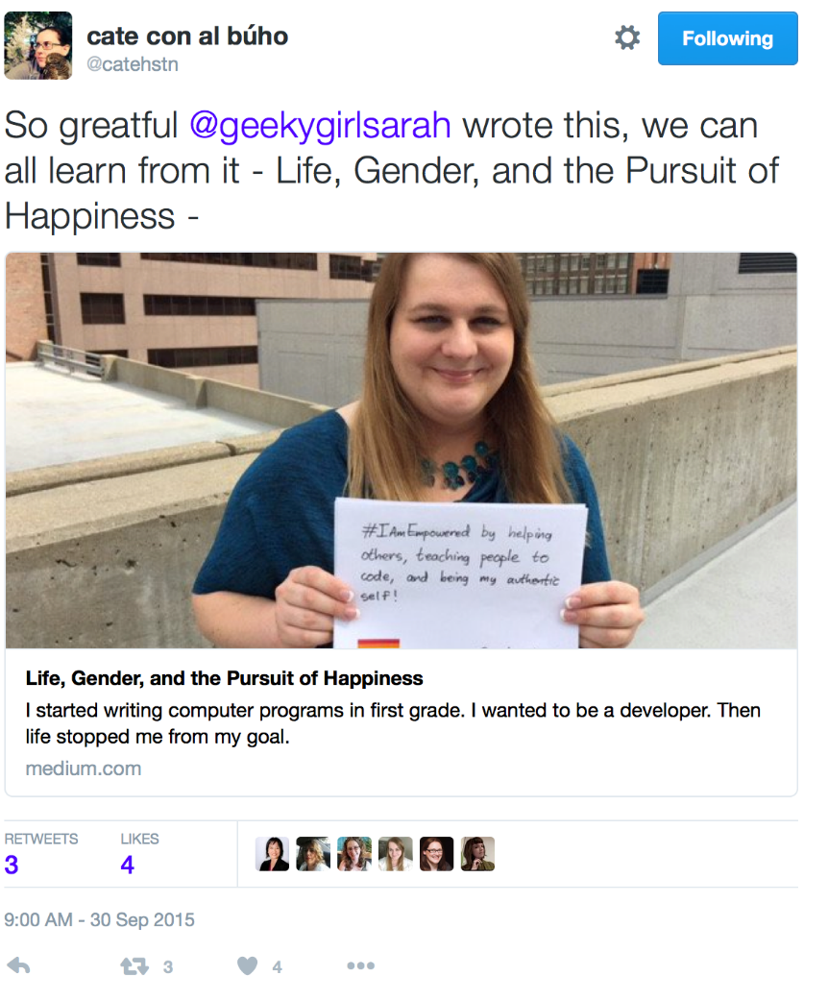 cate con al búho
@catehstn
Following
So greatful @geekygirlsarah wrote this, we can
all learn from it - Life, Gender, and the Pursuit of
Happiness -
#IAmEmpowered by helping
others, teaching people to
code, and being my authentic
self!
Life, Gender, and the Pursuit of Happiness
I started writing computer programs in first grade. I wanted to be a developer. Then
life stopped me from my goal.
medium.com
RETWEETS LIKES
3 4
9:00 AM - 30 Sep 2015
3 4